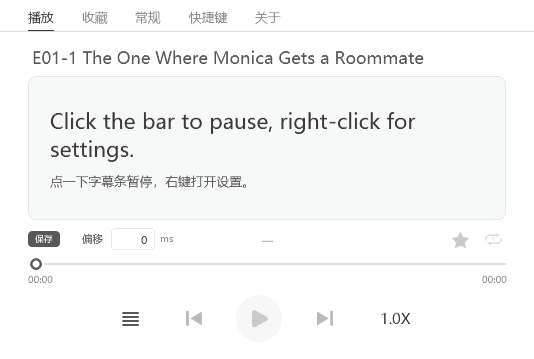 播放 收藏 常规 快捷键 关于
E01-1 The One Where Monica Gets a Roommate
Click the bar to pause, right-click for
settings.
点一下字幕条暂停，右键打开设置。
保存 偏移 0 ms —
00:00 00:00
1.0X